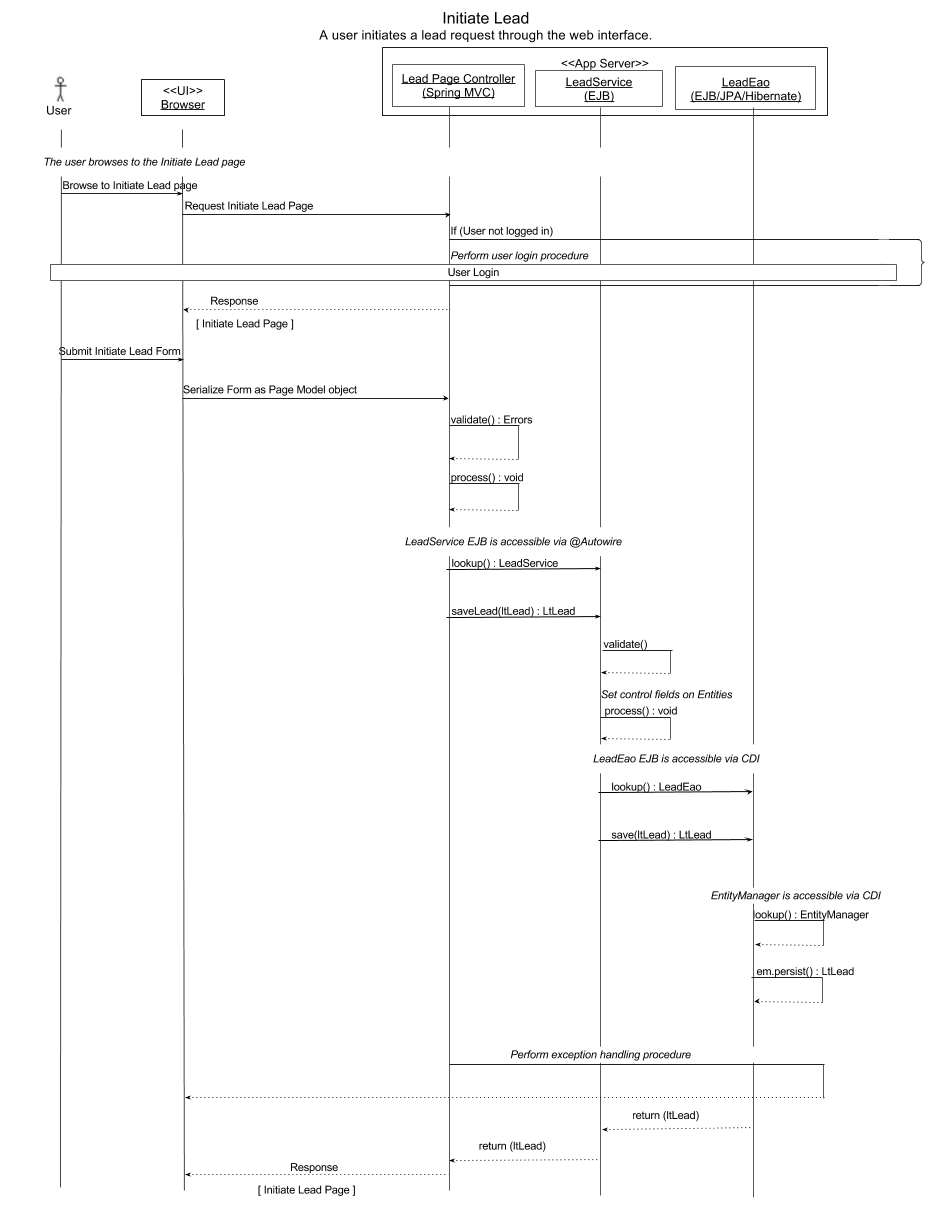 Initiate Lead
A user initiates a lead request through the web interface.
<<App Server>>
User
<<UI>>
Browser
Lead Page Controller
(Spring MVC)
LeadService
(EJB)
LeadEao
(EJB/JPA/Hibernate)
The user browses to the Initiate Lead page
Browse to Initiate Lead page
Request Initiate Lead Page
If (User not logged in)
Perform user login procedure
User Login
Response
[ Initiate Lead Page ]
Submit Initiate Lead Form
Serialize Form as Page Model object
validate() : Errors
process() : void
LeadService EJB is accessible via @Autowire
lookup() : LeadService
saveLead(ltLead) : LtLead
validate()
Set control fields on Entities
process() : void
LeadEao EJB is accessible via CDI
lookup() : LeadEao
save(ltLead) : LtLead
EntityManager is accessible via CDI
lookup() : EntityManager
em.persist() : LtLead
Perform exception handling procedure
return (ltLead)
return (ltLead)
Response
[ Initiate Lead Page ]